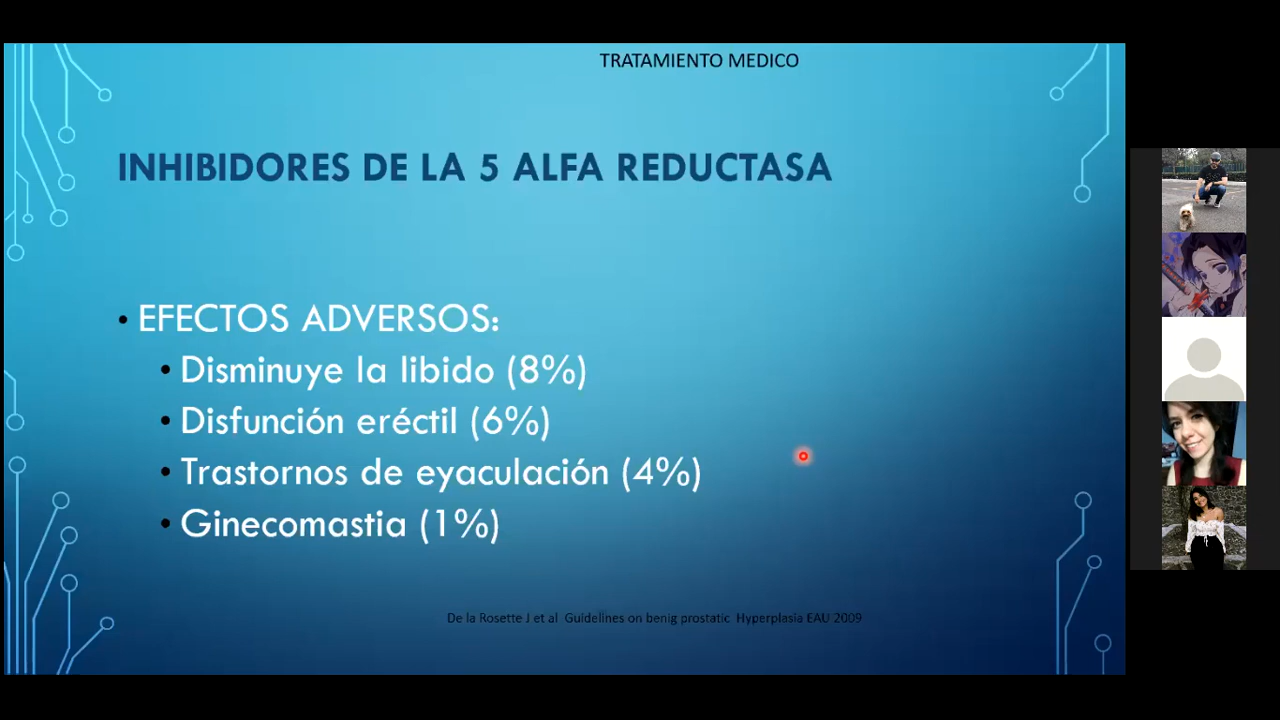 TRATAMIENTO MEDICO
INHIBIDORES DE LA 5 ALFA REDUCTASA
• EFECTOS ADVERSOS:
• Disminuye la libido (8%)
• Disfunción eréctil (6%)
• Trastornos de eyaculación (4%)
• Ginecomastia (1%)
De la Rosette J et al Guidellnes on benig prostatic Hyperplasia EAU 2009